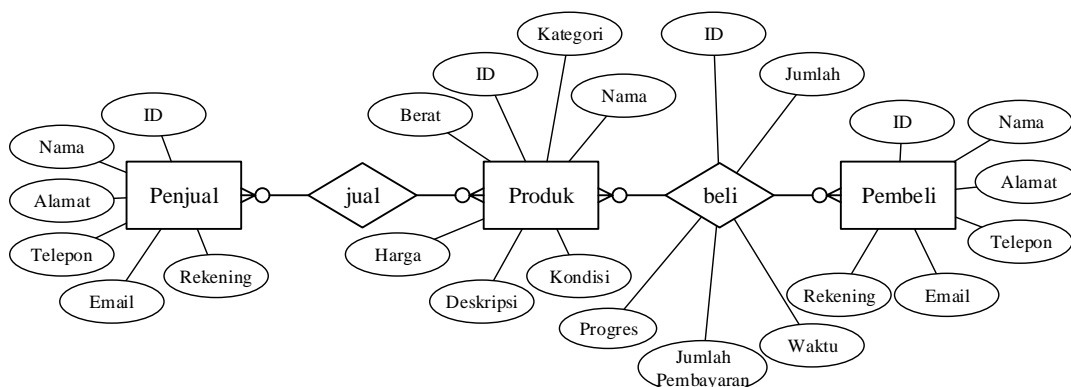 Kategori
ID
ID
Jumlah
Berat
Nama
ID
Nama
ID
Nama
Alamat
Telepon
Email
Rekening
Penjual
jual
Produk
beli
Pembeli
Alamat
Telepon
Harga
Deskripsi
Kondisi
Progres
Jumlah
Pembayaran
Waktu
Rekening
Email